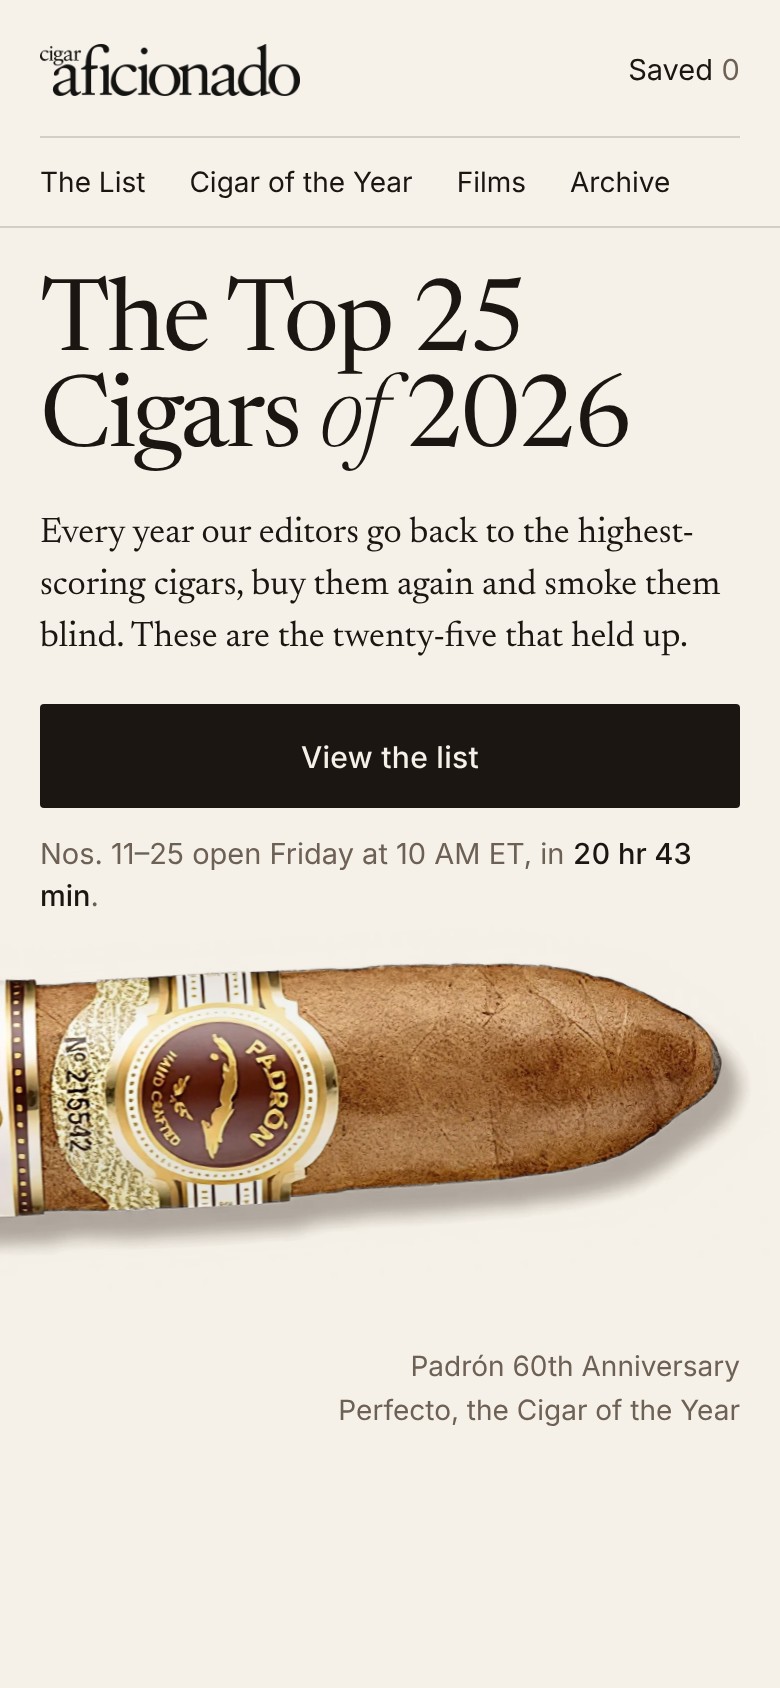 cigar
aficionado
Saved 0
The List Cigar of the Year Films Archive
The Top 25
Cigars of 2026
Every year our editors go back to the highest-
scoring cigars, buy them again and smoke them
blind. These are the twenty-five that held up.
View the list
Nos. 11–25 open Friday at 10 AM ET, in 20 hr 43
min.
Nº 216542
PADRÓN
HAND CRAFTED
Padrón 60th Anniversary
Perfecto, the Cigar of the Year